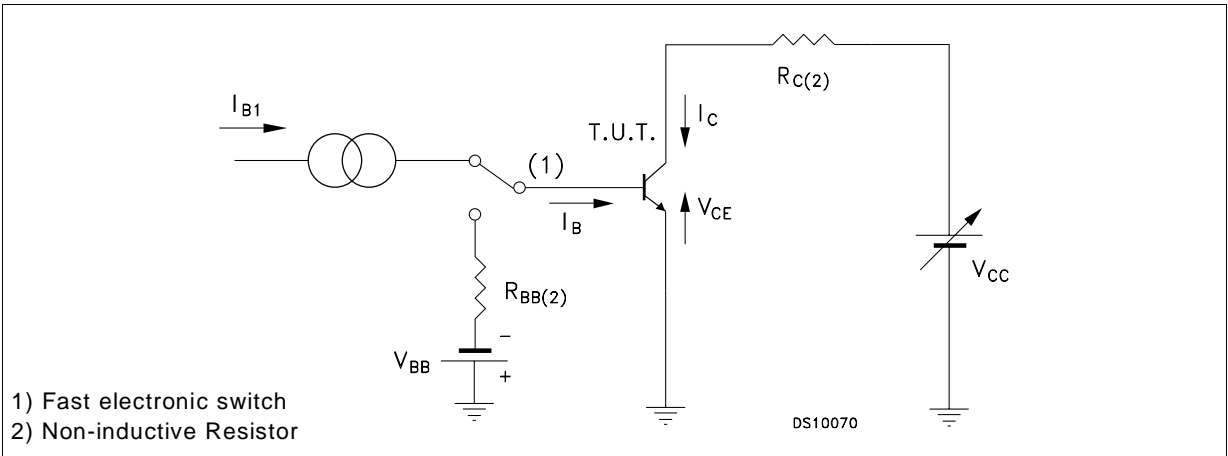 R_C(2)
I_B1
I_C
T.U.T.
(1)
V_CE
I_B
V_CC
R_BB(2)
V_BB
-
+
1) Fast electronic switch
2) Non-inductive Resistor
DS10070